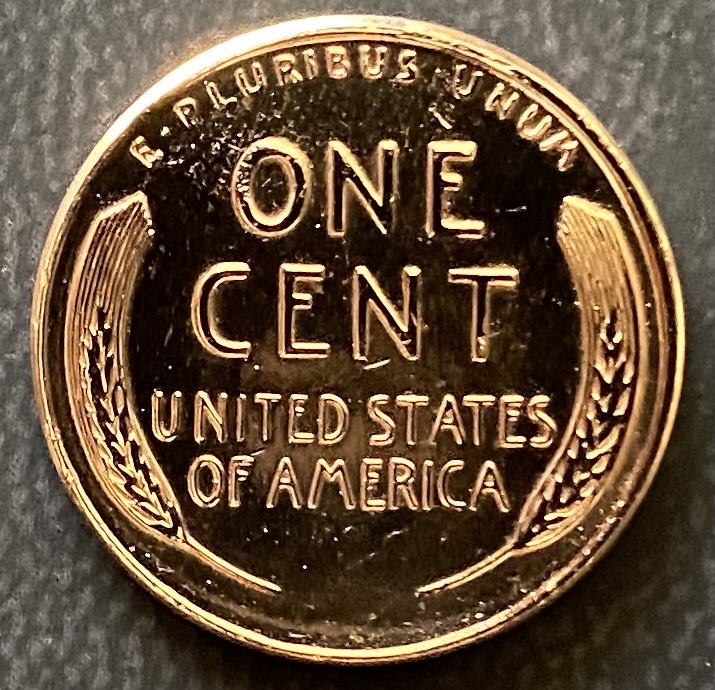 E · PLURIBUS · UNUM
ONE
CENT
UNITED STATES
OF AMERICA